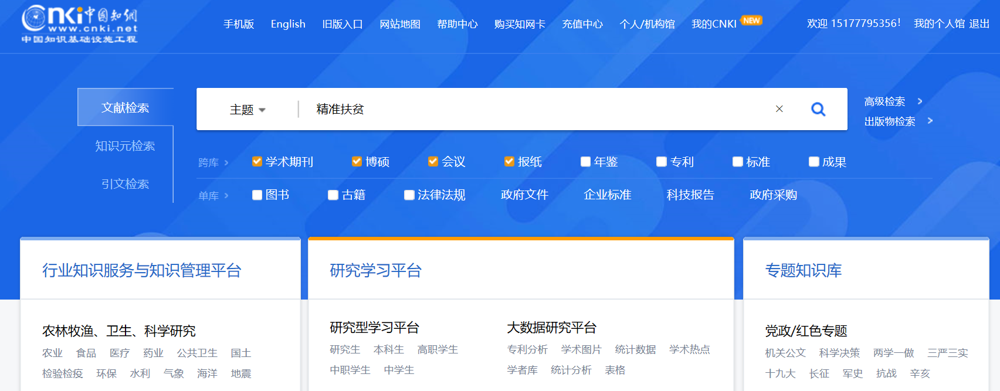 cnki中国知网
www.cnki.net
中国知识基础设施工程
手机版 English 旧版入口 网站地图 帮助中心 购买知网卡 充值中心 个人/机构馆 我的CNKI NEW 欢迎 15177795356! 我的个人馆 退出
文献检索
知识元检索
引文检索
主题 精准扶贫 ×
高级检索 >
出版物检索 >
跨库 > 学术期刊 博硕 会议 报纸 年鉴 专利 标准 成果
单库 > 图书 古籍 法律法规 政府文件 企业标准 科技报告 政府采购
行业知识服务与知识管理平台
农林牧渔、卫生、科学研究
农业 食品 医疗 药业 公共卫生 国土
检验检疫 环保 水利 气象 海洋 地震
研究学习平台
研究型学习平台
研究生 本科生 高职学生
中职学生 中学生
大数据研究平台
专利分析 学术图片 统计数据 学术热点
学者库 统计分析 表格
专题知识库
党政/红色专题
机关公文 科学决策 两学一做 三严三实
十九大 长征 军史 抗战 辛亥